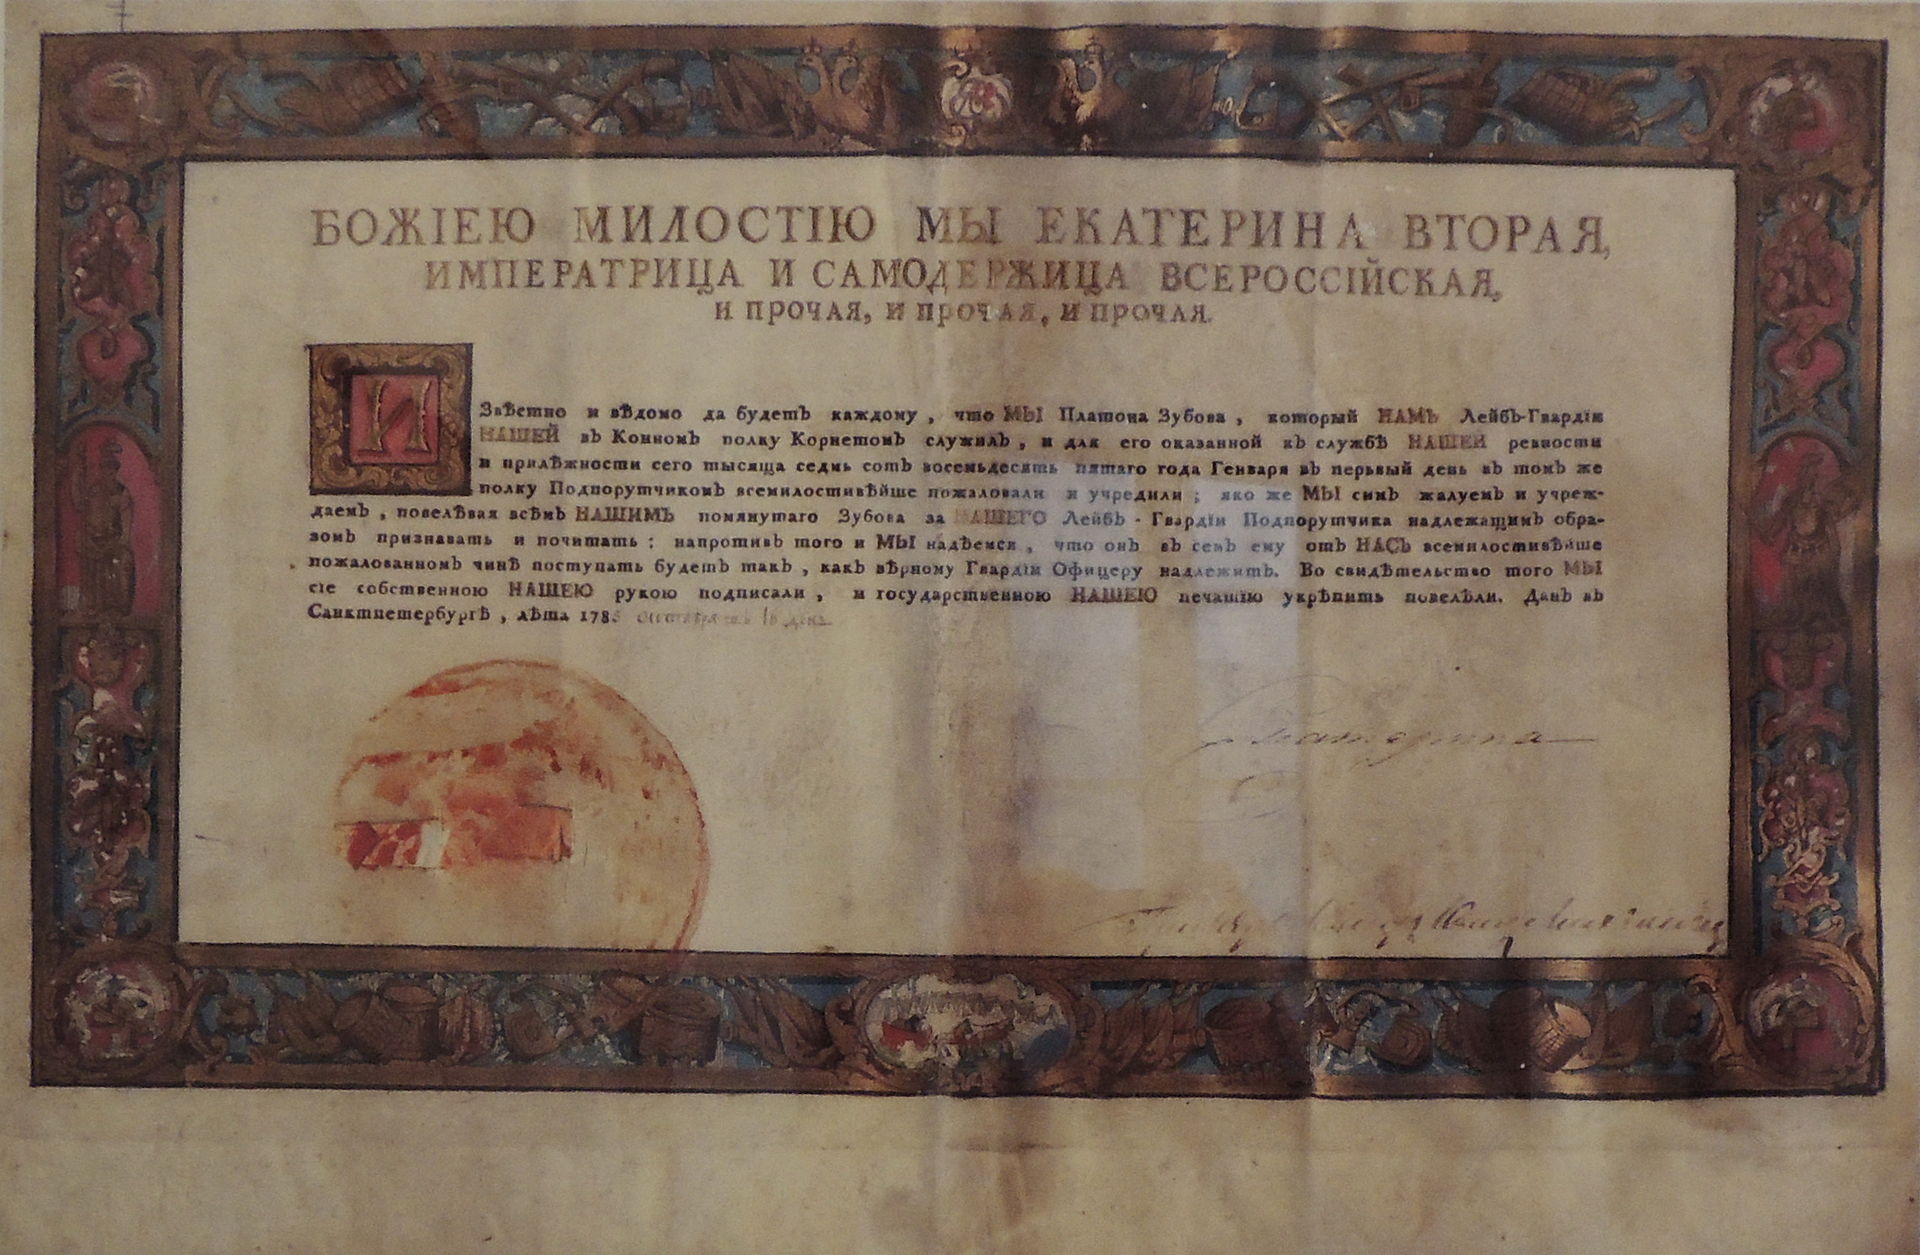 БОЖІЕЮ МИЛОСТІЮ МЫ ЕКАТЕРИНА ВТОРАЯ,
ИМПЕРАТРИЦА И САМОДЕРЖИЦА ВСЕРОССІЙСКАЯ,
И ПРОЧАЯ, И ПРОЧАЯ, И ПРОЧАЯ.
ИЗвѣстно и вѣдомо да будетъ каждому, что МЫ Платона Зубова, который НАМЪ Лейбъ-Гвардіи
НАШЕЙ въ Конномъ полку Корнетомъ служилъ, и для его оказанной къ службѣ НАШЕЙ ревности
и прилѣжности сего тысяща седмь сотъ восемьдесять пятаго года Генваря въ первый день въ томъ же
полку Подпорутчикомъ всемилостивѣйше пожаловали и учредили; яко же МЫ симъ жалуемъ и учреж-
даемъ, повелѣвая всѣмъ НАШИМЪ помянутаго Зубова за НАШЕГО Лейбъ-Гвардіи Подпорутчика надлежащимъ обра-
зомъ признавать и почитать: напротивъ того и МЫ надѣемся, что онъ въ семъ ему отъ НАСЪ всемилостивѣйше
пожалованномъ чинѣ поступать будетъ такъ, какъ вѣрному Гвардіи Офицеру надлежитъ. Во свидѣтельство того МЫ
сіе собственною НАШЕЮ рукою подписали, и государственною НАШЕЮ печатію укрѣпить повелѣли. Данъ въ
Санктпетербургѣ, лѣта 178
Екатерина